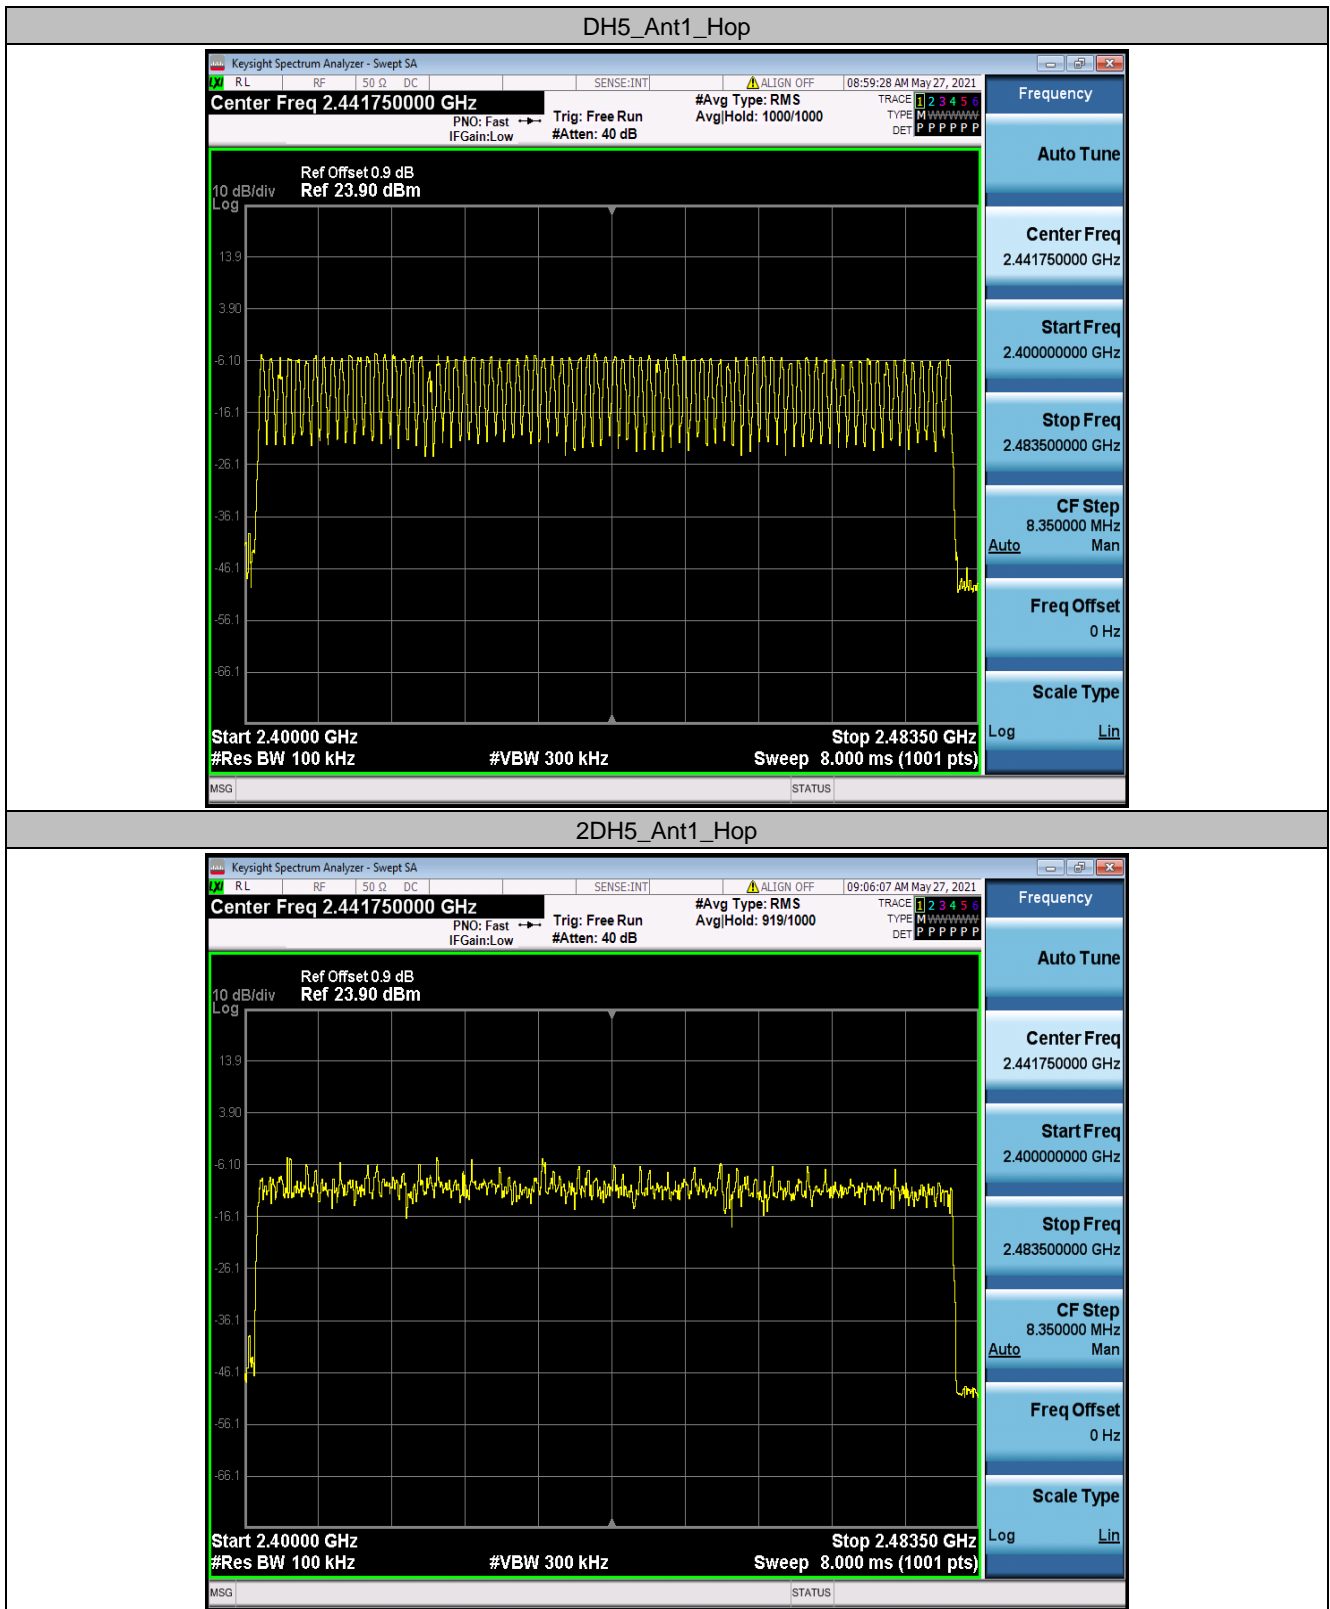 DH5_Ant1_Hop
Keysight Spectrum Analyzer - Swept SA
LXI RL RF 50 Ω DC SENSE:INT ALIGN OFF 08:59:28 AM May 27, 2021
Center Freq 2.441750000 GHz
PNO: Fast
IFGain:Low
Trig: Free Run
#Atten: 40 dB
#Avg Type: RMS
Avg|Hold: 1000/1000
TRACE 1 2 3 4 5 6
TYPE M WWWWW
DET P P P P P P
Frequency
Auto Tune
Center Freq
2.441750000 GHz
Start Freq
2.400000000 GHz
Stop Freq
2.483500000 GHz
CF Step
8.350000 MHz
Auto Man
Freq Offset
0 Hz
Scale Type
Log Lin
Ref Offset 0.9 dB
10 dB/div Ref 23.90 dBm
Log
13.9
3.90
-6.10
-16.1
-26.1
-36.1
-46.1
-56.1
-66.1
Start 2.40000 GHz Stop 2.48350 GHz
#Res BW 100 kHz #VBW 300 kHz Sweep 8.000 ms (1001 pts)
MSG STATUS
2DH5_Ant1_Hop
Keysight Spectrum Analyzer - Swept SA
LXI RL RF 50 Ω DC SENSE:INT ALIGN OFF 09:06:07 AM May 27, 2021
Center Freq 2.441750000 GHz
PNO: Fast
IFGain:Low
Trig: Free Run
#Atten: 40 dB
#Avg Type: RMS
Avg|Hold: 919/1000
TRACE 1 2 3 4 5 6
TYPE M WWWWW
DET P P P P P P
Frequency
Auto Tune
Center Freq
2.441750000 GHz
Start Freq
2.400000000 GHz
Stop Freq
2.483500000 GHz
CF Step
8.350000 MHz
Auto Man
Freq Offset
0 Hz
Scale Type
Log Lin
Ref Offset 0.9 dB
10 dB/div Ref 23.90 dBm
Log
13.9
3.90
-6.10
-16.1
-26.1
-36.1
-46.1
-56.1
-66.1
Start 2.40000 GHz Stop 2.48350 GHz
#Res BW 100 kHz #VBW 300 kHz Sweep 8.000 ms (1001 pts)
MSG STATUS